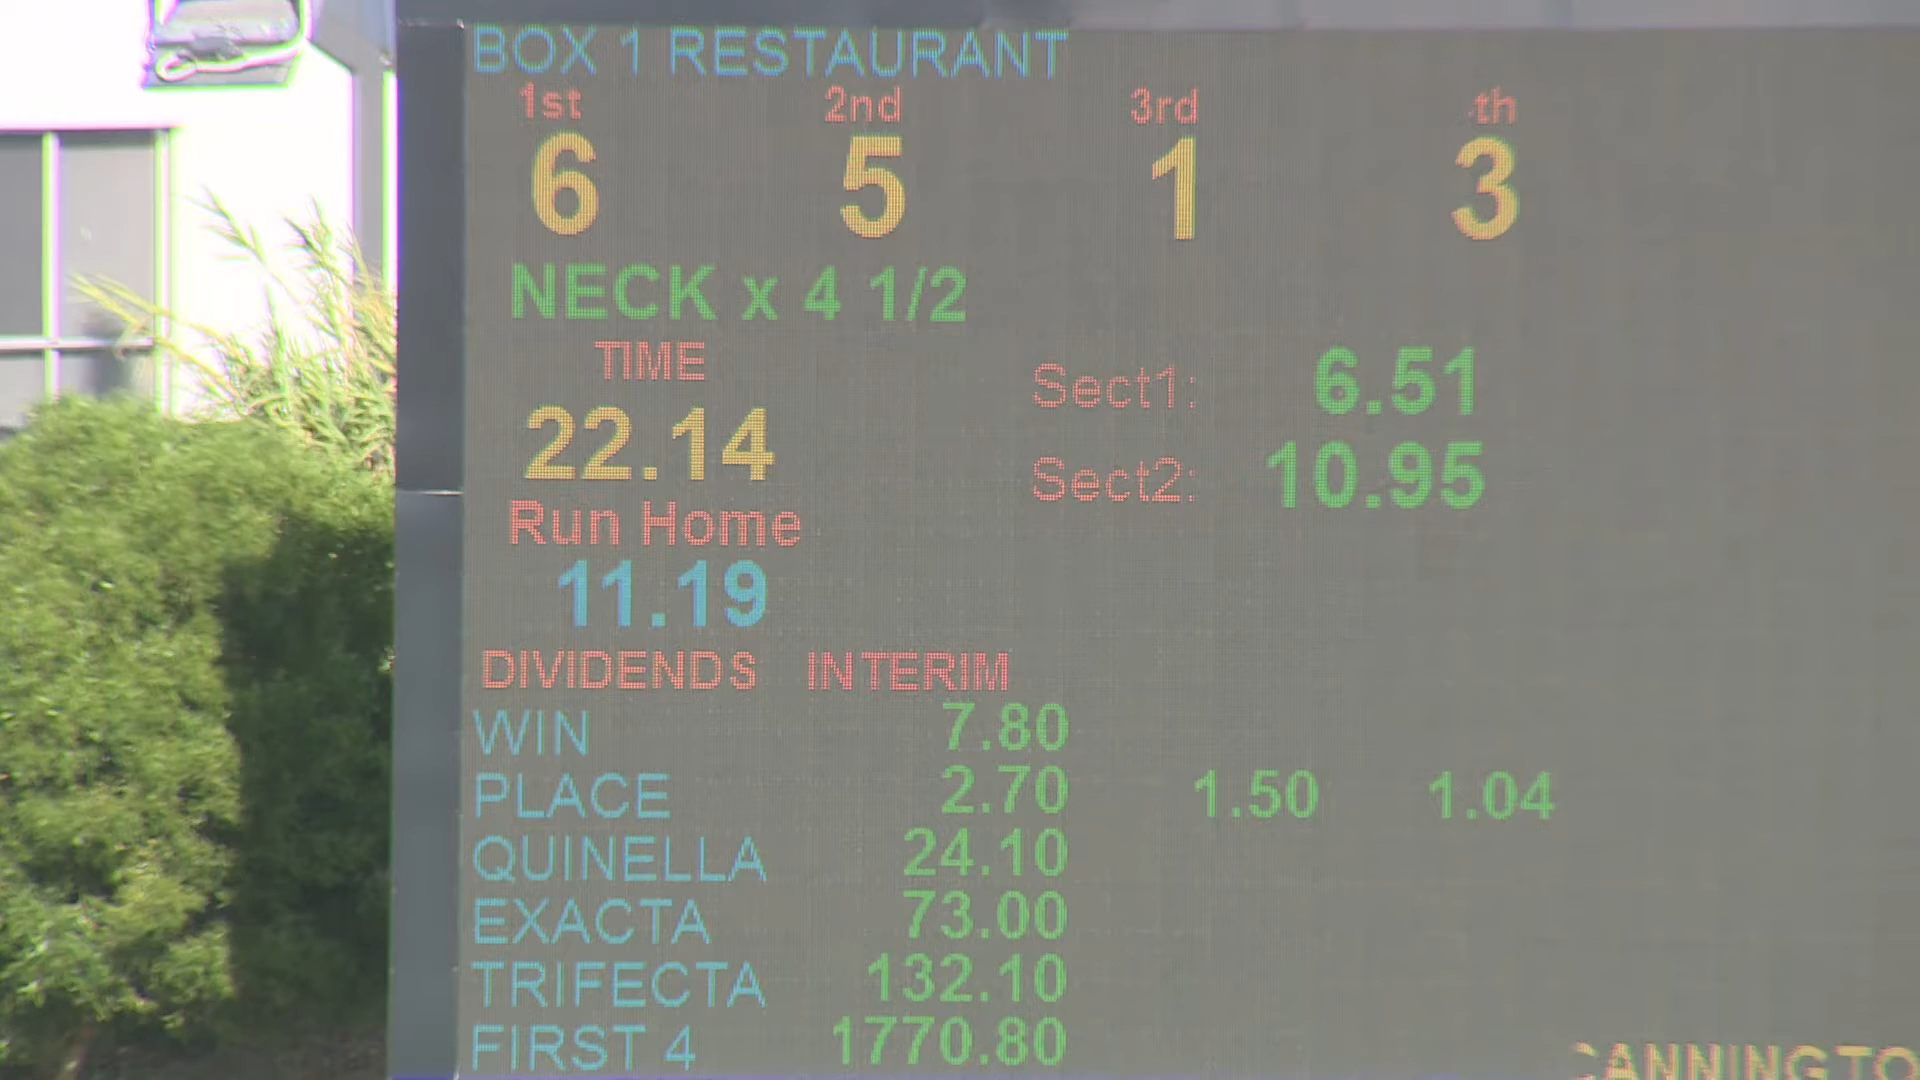 BOX 1 RESTAURANT
1st 2nd 3rd th
6 5 1 3
NECK x 4 1/2
TIME
22.14
Sect1: 6.51
Sect2: 10.95
Run Home
11.19
DIVIDENDS INTERIM
WIN 7.80
PLACE 2.70 1.50 1.04
QUINELLA 24.10
EXACTA 73.00
TRIFECTA 132.10
FIRST 4 1770.80
CANNINGTO